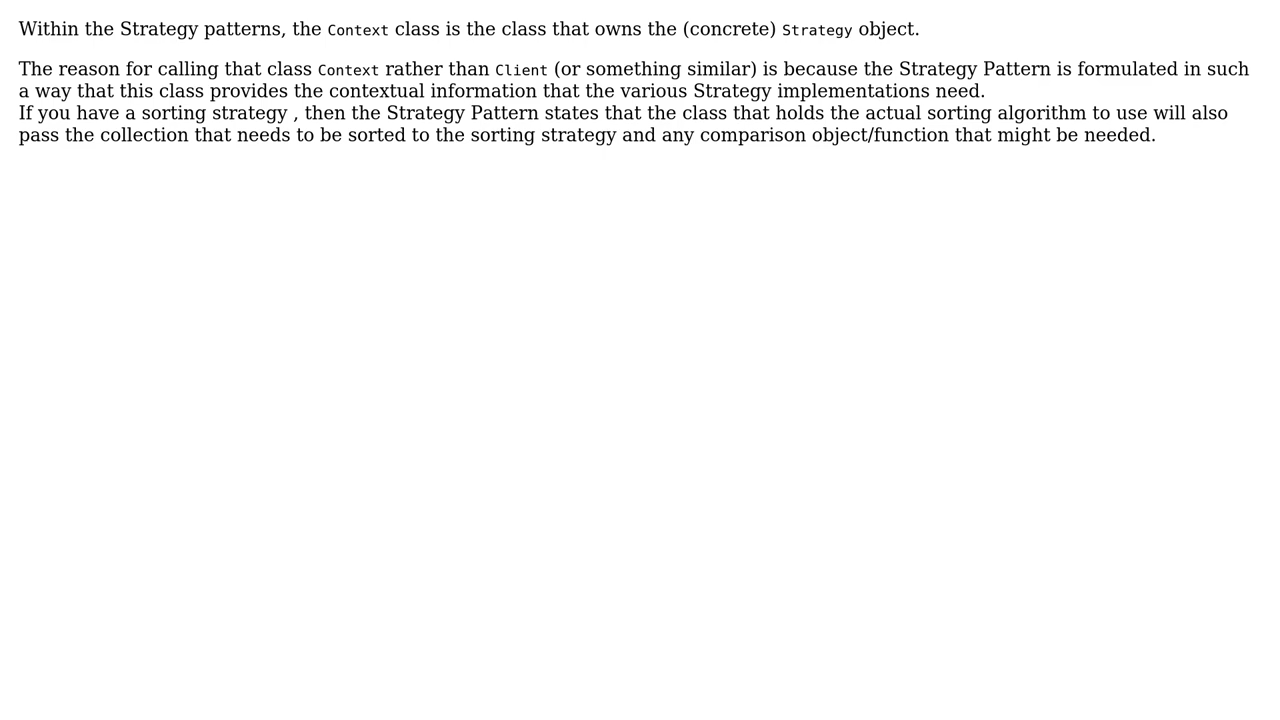 Within the Strategy patterns, the Context class is the class that owns the (concrete) Strategy object.
The reason for calling that class Context rather than Client (or something similar) is because the Strategy Pattern is formulated in such
a way that this class provides the contextual information that the various Strategy implementations need.
If you have a sorting strategy , then the Strategy Pattern states that the class that holds the actual sorting algorithm to use will also
pass the collection that needs to be sorted to the sorting strategy and any comparison object/function that might be needed.